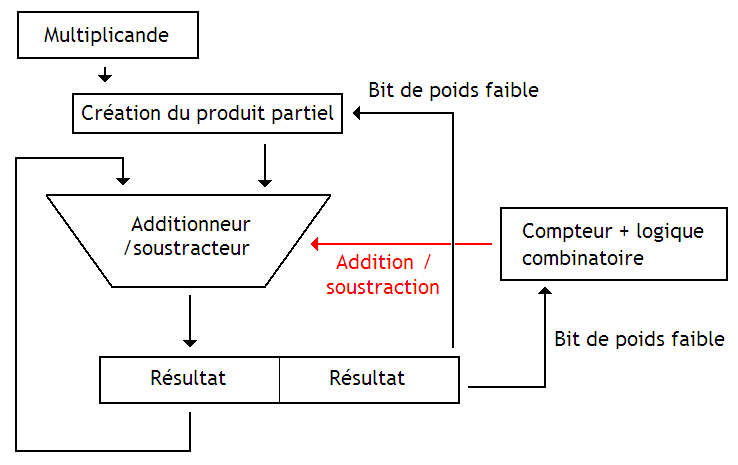 Multiplicande
Bit de poids faible
Création du produit partiel
Additionneur
/soustracteur
Compteur + logique
combinatoire
Addition /
soustraction
Bit de poids faible
Résultat
Résultat